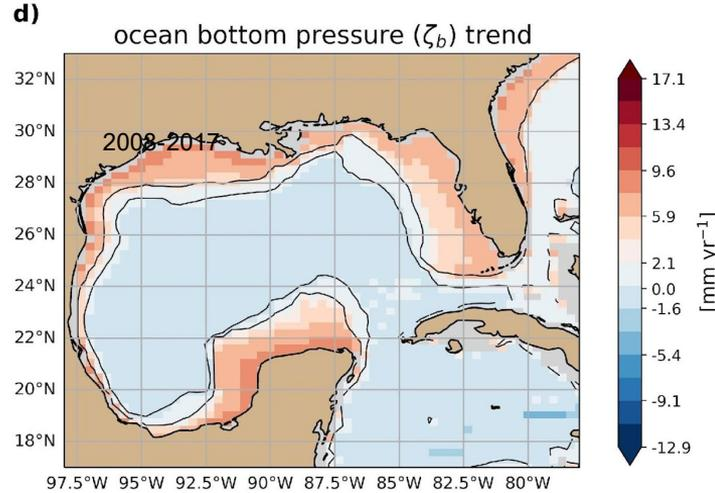 d)
ocean bottom pressure (ζb) trend
32°N
30°N
28°N
26°N
24°N
22°N
20°N
18°N
2008-2017
97.5°W 95°W 92.5°W 90°W 87.5°W 85°W 82.5°W 80°W
17.1
13.4
9.6
5.9
2.1
0.0
-1.6
-5.4
-9.1
-12.9
[mm yr⁻¹]